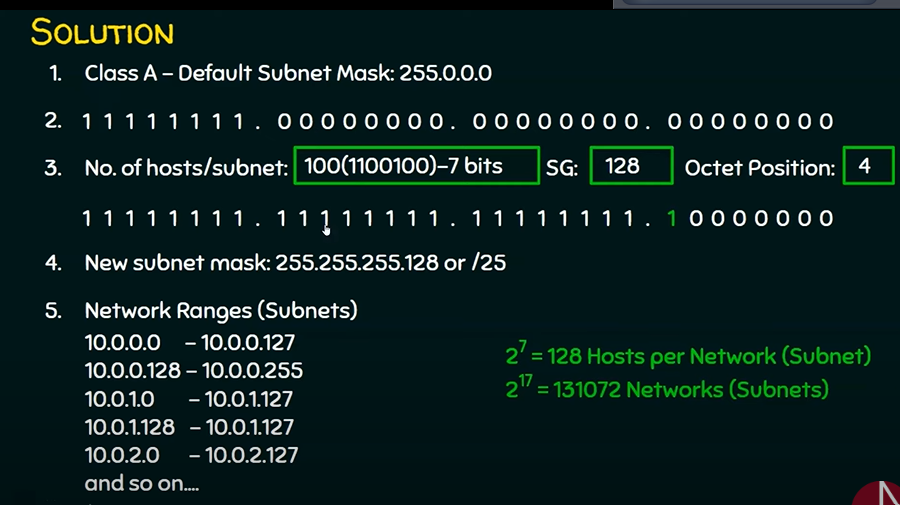 SOLUTION
1. Class A – Default Subnet Mask: 255.0.0.0
2. 1 1 1 1 1 1 1 1 . 0 0 0 0 0 0 0 0 . 0 0 0 0 0 0 0 0 . 0 0 0 0 0 0 0 0
3. No. of hosts/subnet: 100(1100100)–7 bits SG: 128 Octet Position: 4
1 1 1 1 1 1 1 1 . 1 1 1 1 1 1 1 1 . 1 1 1 1 1 1 1 1 . 1 0 0 0 0 0 0 0
4. New subnet mask: 255.255.255.128 or /25
5. Network Ranges (Subnets)
10.0.0.0 – 10.0.0.127
10.0.0.128 – 10.0.0.255
10.0.1.0 – 10.0.1.127
10.0.1.128 – 10.0.1.127
10.0.2.0 – 10.0.2.127
and so on....
2⁷ = 128 Hosts per Network (Subnet)
2¹⁷ = 131072 Networks (Subnets)